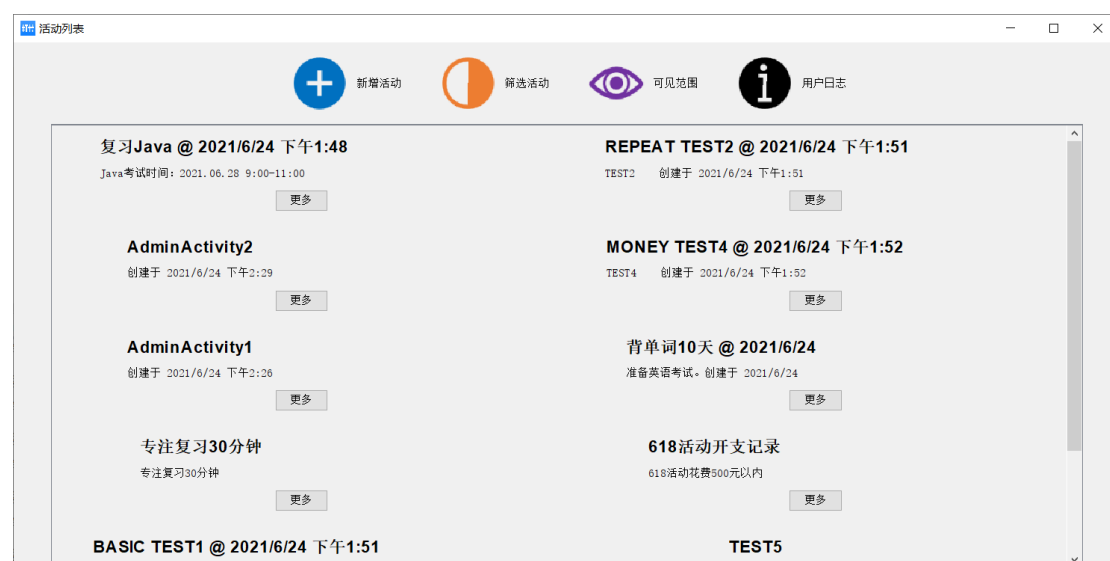 活动列表
新增活动
筛选活动
可见范围
用户日志
复习Java @ 2021/6/24 下午1:48
Java考试时间：2021.06.28 9:00-11:00
更多
REPEAT TEST2 @ 2021/6/24 下午1:51
TEST2 创建于 2021/6/24 下午1:51
更多
AdminActivity2
创建于 2021/6/24 下午2:29
更多
MONEY TEST4 @ 2021/6/24 下午1:52
TEST4 创建于 2021/6/24 下午1:52
更多
AdminActivity1
创建于 2021/6/24 下午2:26
更多
背单词10天 @ 2021/6/24
准备英语考试。创建于 2021/6/24
更多
专注复习30分钟
专注复习30分钟
更多
618活动开支记录
618活动花费500元以内
更多
BASIC TEST1 @ 2021/6/24 下午1:51
TEST5